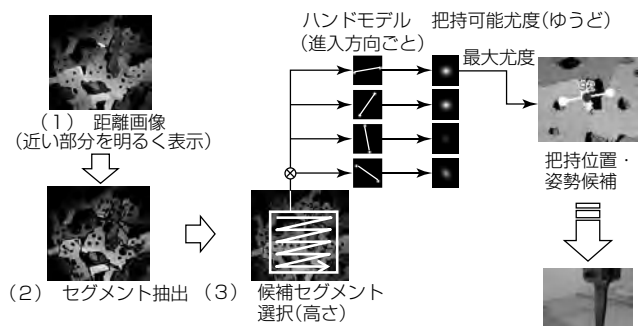 ハンドモデル 把持可能尤度(ゆうど)
(進入方向ごと)
最大尤度
(1) 距離画像
(近い部分を明るく表示)
把持位置・
姿勢候補
(2) セグメント抽出
(3) 候補セグメント
選択(高さ)